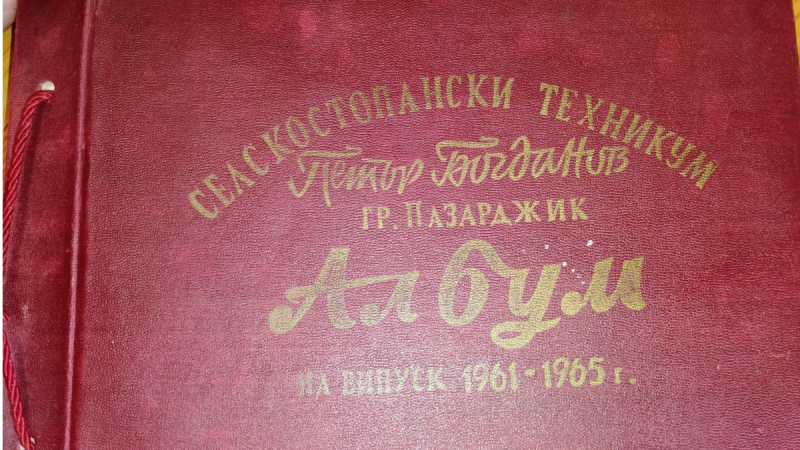 СЕЛСКОСТОПАНСКИ ТЕХНИКУМ
Петър Богданов
ГР. ПАЗАРДЖИК
Албум
НА ВИПУСК 1961-1965 г.